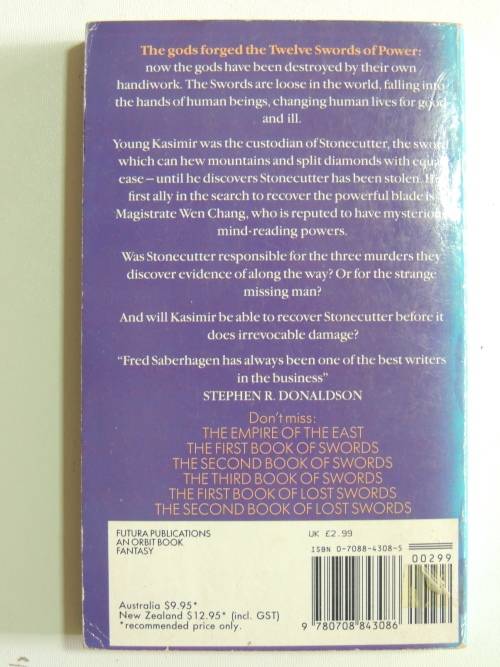 The gods forged the Twelve Swords of Power:
now the gods have been destroyed by their own
handiwork. The Swords are loose in the world, falling into
the hands of human beings, changing human lives for good
and ill.
Young Kasimir was the custodian of Stonecutter, the sword
which can hew mountains and split diamonds with equal
ease – until he discovers Stonecutter has been stolen. His
first ally in the search to recover the powerful blade is
Magistrate Wen Chang, who is reputed to have mysterious
mind-reading powers.
Was Stonecutter responsible for the three murders they
discover evidence of along the way? Or for the strange
missing man?
And will Kasimir be able to recover Stonecutter before it
does irrevocable damage?
“Fred Saberhagen has always been one of the best writers
in the business”
STEPHEN R. DONALDSON
Don't miss:
THE EMPIRE OF THE EAST
THE FIRST BOOK OF SWORDS
THE SECOND BOOK OF SWORDS
THE THIRD BOOK OF SWORDS
THE FIRST BOOK OF LOST SWORDS
THE SECOND BOOK OF LOST SWORDS
FUTURA PUBLICATIONS
AN ORBIT BOOK
FANTASY
Australia $9.95*
New Zealand $12.95* (incl. GST)
*recommended price only.
UK £2.99
ISBN 0-7088-4308-5
00299
9 780708 843086